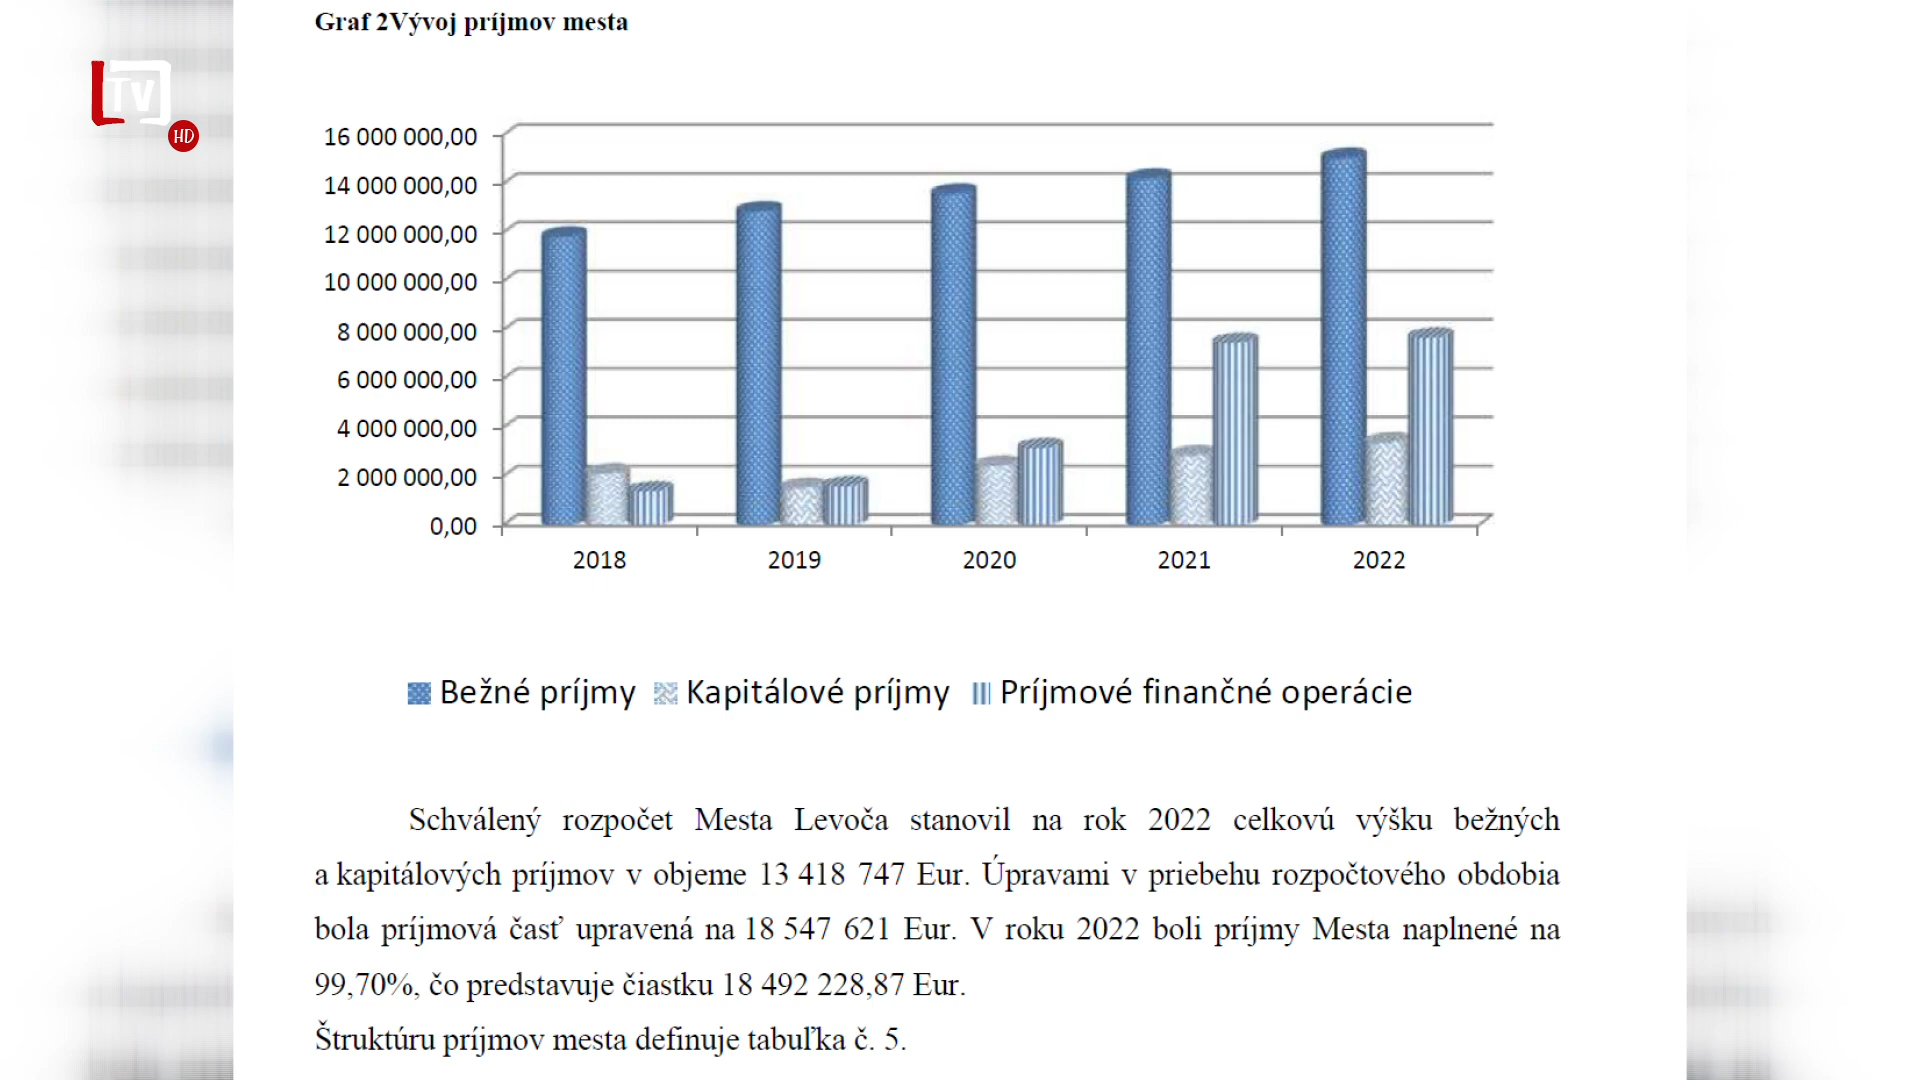 Graf 2Vývoj príjmov mesta
TV
HD
16 000 000,00
14 000 000,00
12 000 000,00
10 000 000,00
8 000 000,00
6 000 000,00
4 000 000,00
2 000 000,00
0,00
2018 2019 2020 2021 2022
Bežné príjmy Kapitálové príjmy Príjmové finančné operácie
Schválený rozpočet Mesta Levoča stanovil na rok 2022 celkovú výšku bežných
a kapitálových príjmov v objeme 13 418 747 Eur. Úpravami v priebehu rozpočtového obdobia
bola príjmová časť upravená na 18 547 621 Eur. V roku 2022 boli príjmy Mesta naplnené na
99,70%, čo predstavuje čiastku 18 492 228,87 Eur.
Štruktúru príjmov mesta definuje tabuľka č. 5.